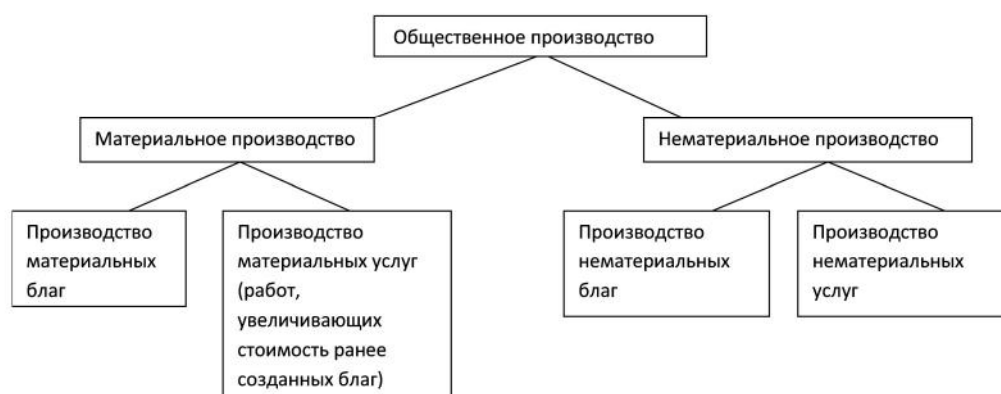 Общественное производство
Материальное производство
Нематериальное производство
Производство
материальных
благ
Производство
материальных услуг
(работ,
увеличивающих
стоимость ранее
созданных благ)
Производство
нематериальных
благ
Производство
нематериальных
услуг